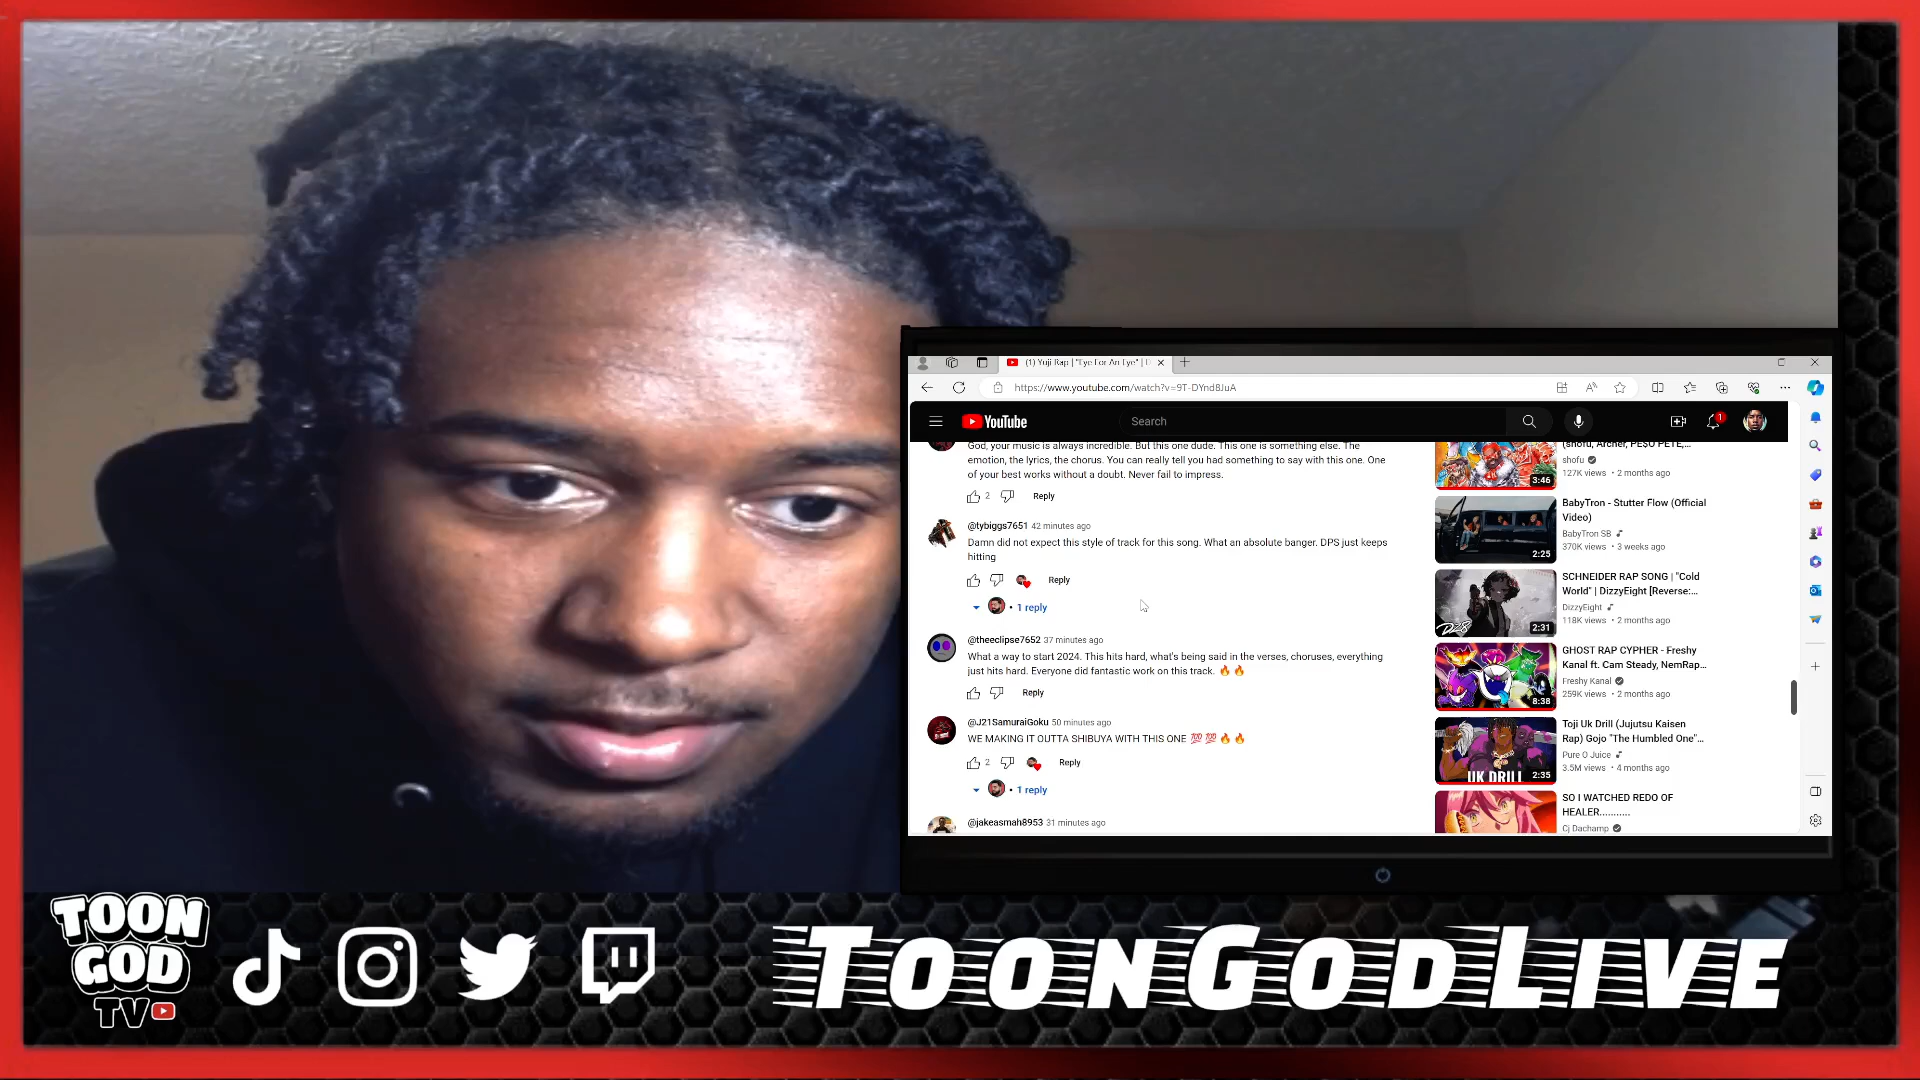 (1) Yuji Rap | "Eye For An Eye" |
https://www.youtube.com/watch?v=9T-DYnd8JuA
YouTube
Search
1
God, your music is always incredible. But this one dude. This one is something else. The
emotion, the lyrics, the chorus. You can really tell you had something to say with this one. One
of your best works without a doubt. Never fail to impress.
2
Reply
@tybiggs7651 42 minutes ago
Damn did not expect this style of track for this song. What an absolute banger. DPS just keeps
hitting
Reply
• 1 reply
@theeclipse7652 37 minutes ago
What a way to start 2024. This hits hard, what's being said in the verses, choruses, everything
just hits hard. Everyone did fantastic work on this track. 🔥 🔥
Reply
@J21SamuraiGoku 50 minutes ago
WE MAKING IT OUTTA SHIBUYA WITH THIS ONE 💯 💯 🔥 🔥
2
Reply
• 1 reply
@jakeasmah8953 31 minutes ago
(shofu, Archer, PE$O PETE,...
shofu
127K views • 2 months ago
3:46
BabyTron - Stutter Flow (Official
Video)
BabyTron SB
370K views • 3 weeks ago
2:25
SCHNEIDER RAP SONG | "Cold
World" | DizzyEight [Reverse:...
DizzyEight
118K views • 2 months ago
2:31
GHOST RAP CYPHER - Freshy
Kanal ft. Cam Steady, NemRap...
Freshy Kanal
259K views • 2 months ago
8:38
Toji Uk Drill (Jujutsu Kaisen
Rap) Gojo "The Humbled One"...
Pure O Juice
3.5M views • 4 months ago
UK DRILL
2:35
SO I WATCHED REDO OF
HEALER..........
Cj Dachamp
TOON
GOD
TV
TOONGODLIVE